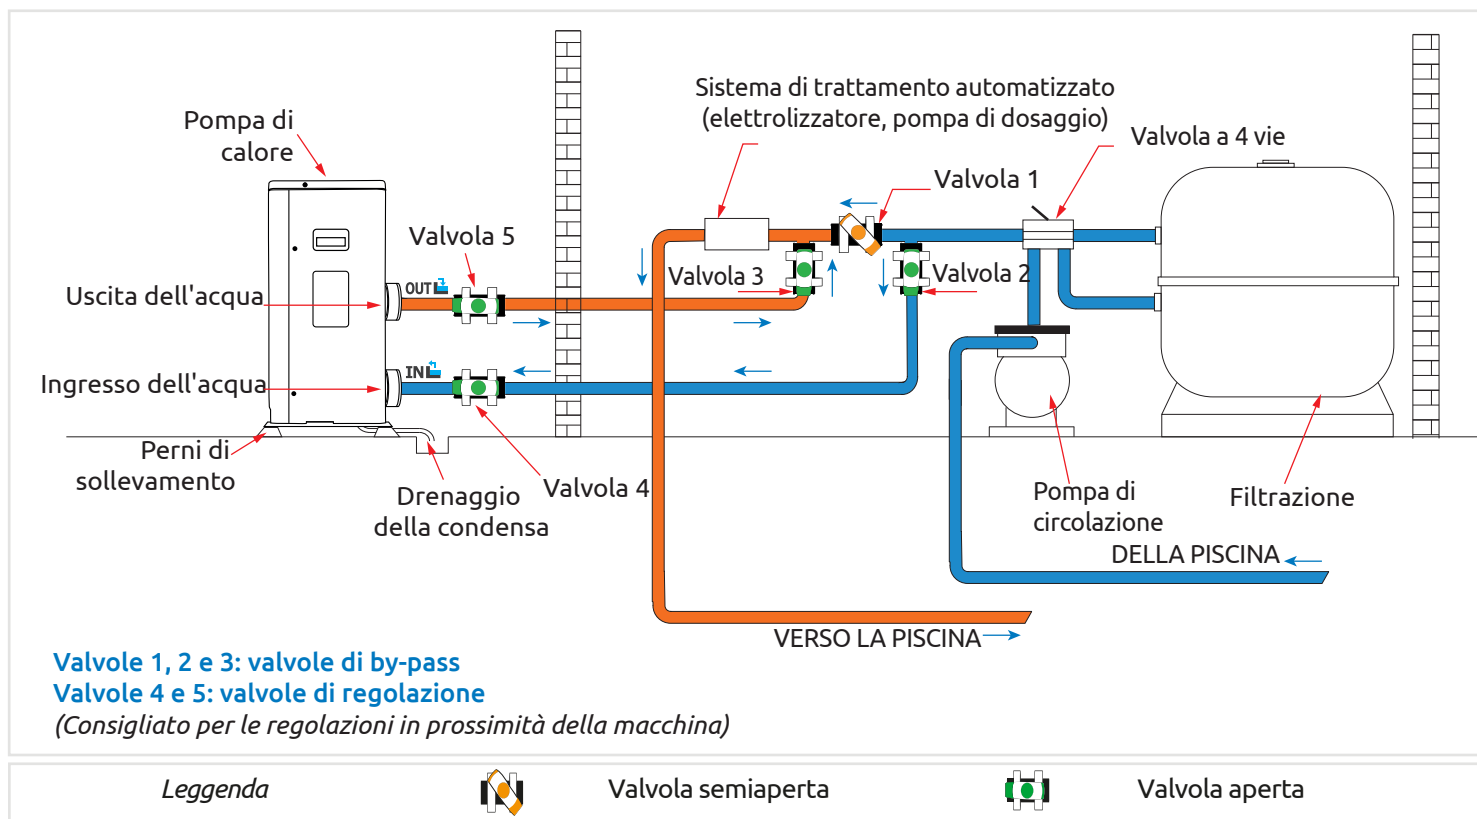 Sistema di trattamento automatizzato
(elettrolizzatore, pompa di dosaggio)
Pompa di
calore
Valvola a 4 vie
Valvola 1
Valvola 5
Valvola 3
Valvola 2
Uscita dell'acqua
OUT
Ingresso dell'acqua
IN
Perni di
sollevamento
Drenaggio
della condensa
Valvola 4
Pompa di
circolazione
Filtrazione
DELLA PISCINA
VERSO LA PISCINA
Valvole 1, 2 e 3: valvole di by-pass
Valvole 4 e 5: valvole di regolazione
(Consigliato per le regolazioni in prossimità della macchina)
Leggenda
Valvola semiaperta
Valvola aperta